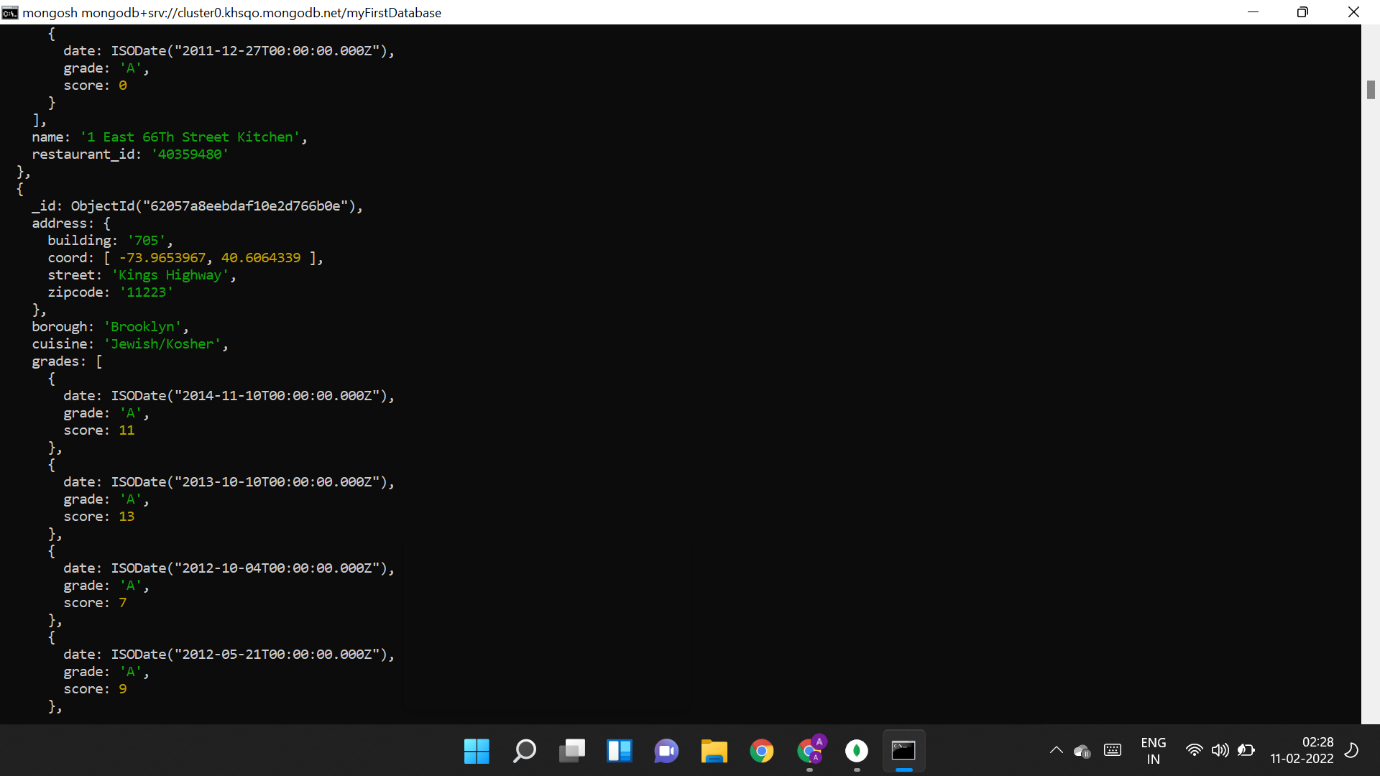 mongosh mongodb+srv://cluster0.khsqo.mongodb.net/myFirstDatabase
{
date: ISODate("2011-12-27T00:00:00.000Z"),
grade: 'A',
score: 0
}
],
name: '1 East 66Th Street Kitchen',
restaurant_id: '40359480'
},
{
_id: ObjectId("62057a8eebdaf10e2d766b0e"),
address: {
building: '705',
coord: [ -73.9653967, 40.6064339 ],
street: 'Kings Highway',
zipcode: '11223'
},
borough: 'Brooklyn',
cuisine: 'Jewish/Kosher',
grades: [
{
date: ISODate("2014-11-10T00:00:00.000Z"),
grade: 'A',
score: 11
},
{
date: ISODate("2013-10-10T00:00:00.000Z"),
grade: 'A',
score: 13
},
{
date: ISODate("2012-10-04T00:00:00.000Z"),
grade: 'A',
score: 7
},
{
date: ISODate("2012-05-21T00:00:00.000Z"),
grade: 'A',
score: 9
},
A
A
ENG
IN
02:28
11-02-2022